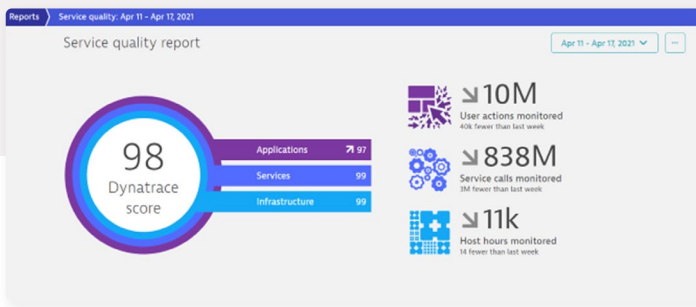 Reports
Service quality: Apr 11 - Apr 17, 2021
Service quality report
Apr 11 - Apr 17, 2021
98
Dynatrace
score
Applications 97
Services 99
Infrastructure 99
10M
User actions monitored
40k fewer than last week
838M
Service calls monitored
3M fewer than last week
11k
Host hours monitored
14 fewer than last week